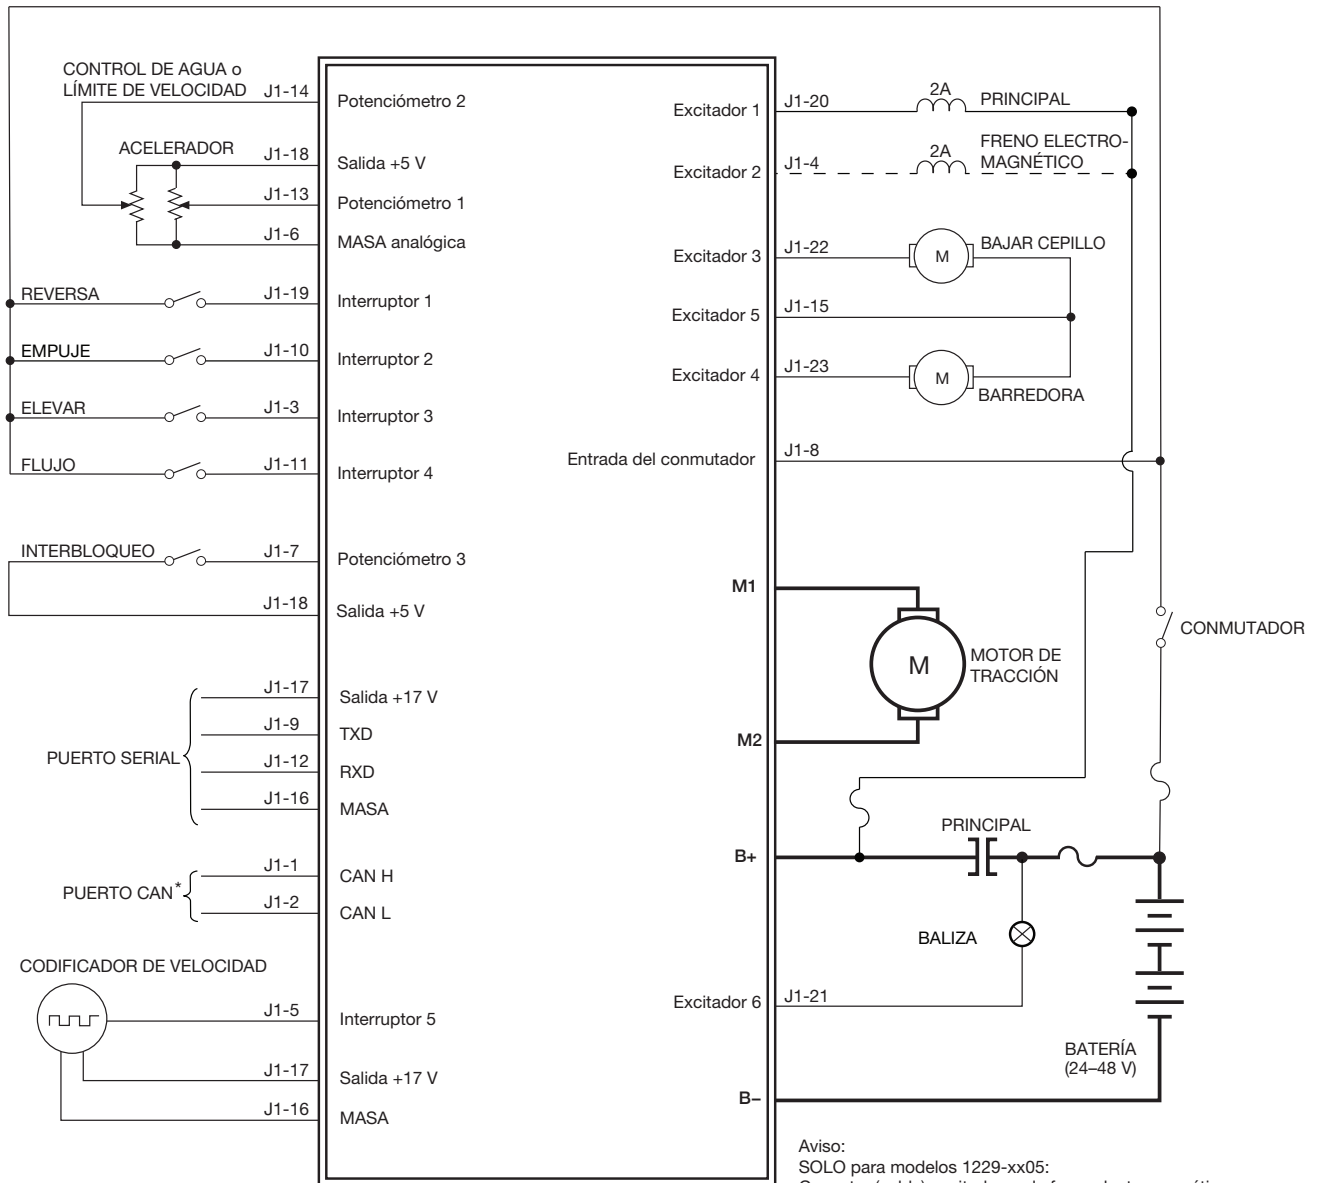 CONTROL DE AGUA o
LÍMITE DE VELOCIDAD
J1-14
Potenciómetro 2
ACELERADOR
J1-18
Salida +5 V
J1-13
Potenciómetro 1
J1-6
MASA analógica
REVERSA
J1-19
Interruptor 1
EMPUJE
J1-10
Interruptor 2
ELEVAR
J1-3
Interruptor 3
FLUJO
J1-11
Interruptor 4
INTERBLOQUEO
J1-7
Potenciómetro 3
J1-18
Salida +5 V
PUERTO SERIAL
J1-17
Salida +17 V
J1-9
TXD
J1-12
RXD
J1-16
MASA
PUERTO CAN*
J1-1
CAN H
J1-2
CAN L
CODIFICADOR DE VELOCIDAD
J1-5
Interruptor 5
J1-17
Salida +17 V
J1-16
MASA
Excitador 1
J1-20
2A
PRINCIPAL
Excitador 2
J1-4
2A
FRENO ELECTRO-
MAGNÉTICO
Excitador 3
J1-22
M
BAJAR CEPILLO
Excitador 5
J1-15
Excitador 4
J1-23
M
BARREDORA
Entrada del conmutador
J1-8
CONMUTADOR
M1
M
MOTOR DE
TRACCIÓN
M2
PRINCIPAL
B+
BALIZA
Excitador 6
J1-21
BATERÍA
(24–48 V)
B–
Aviso:
SOLO para modelos 1229-xx05: